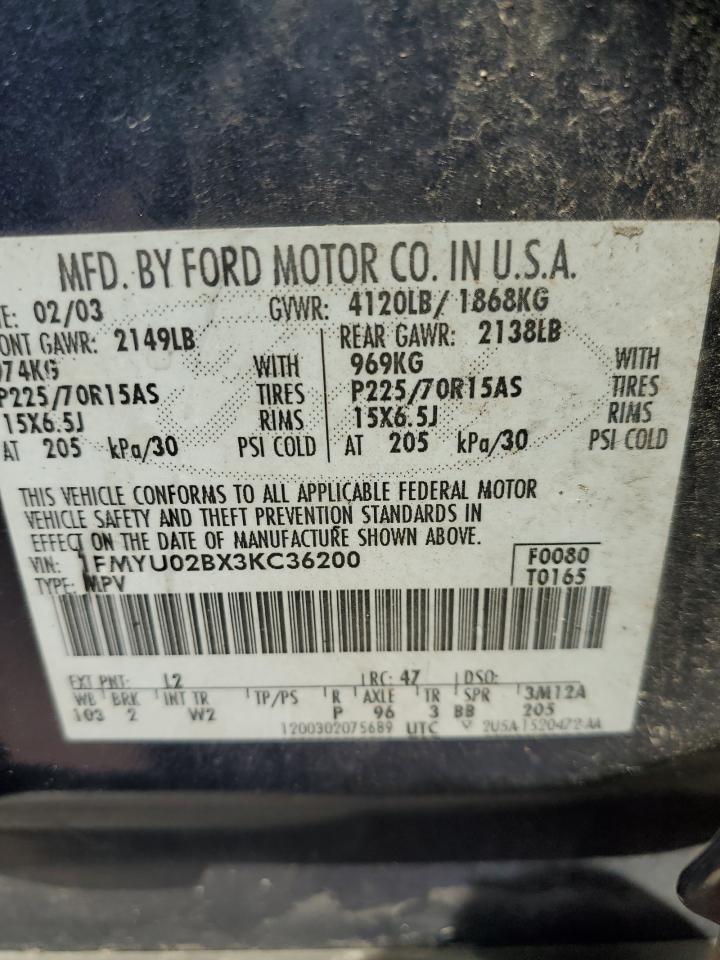 MFD. BY FORD MOTOR CO. IN U.S.A.
E: 02/03 GVWR: 4120LB/ 1868KG
ONT GAWR: 2149LB REAR GAWR: 2138LB
974KG WITH 969KG WITH
P225/70R15AS TIRES P225/70R15AS TIRES
15X6.5J RIMS 15X6.5J RIMS
AT 205 kPa/30 PSI COLD AT 205 kPa/30 PSI COLD
THIS VEHICLE CONFORMS TO ALL APPLICABLE FEDERAL MOTOR
VEHICLE SAFETY AND THEFT PREVENTION STANDARDS IN
EFFECT ON THE DATE OF MANUFACTURE SHOWN ABOVE.
VIN: 1FMYU02BX3KC36200 F0080
TYPE: MPV T0165
EXT PNT: L2 RC: 47 DSO:
WB BRK INT TR TP/PS R AXLE TR SPR 3M12A
103 2 W2 P 96 3 BB 205
1200302075689 UTC V 2U5A 1520472 AA